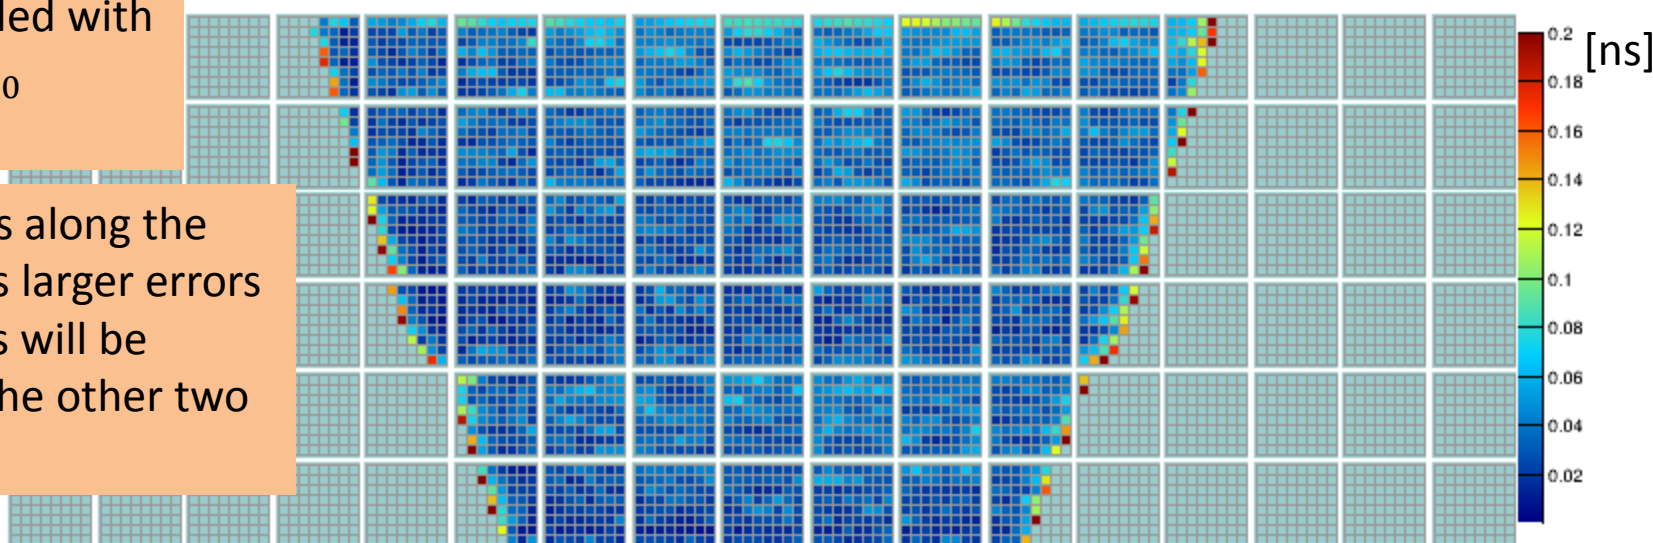 led with
0
s along the
s larger errors
s will be
he other two
[ns]
0.2
0.18
0.16
0.14
0.12
0.1
0.08
0.06
0.04
0.02